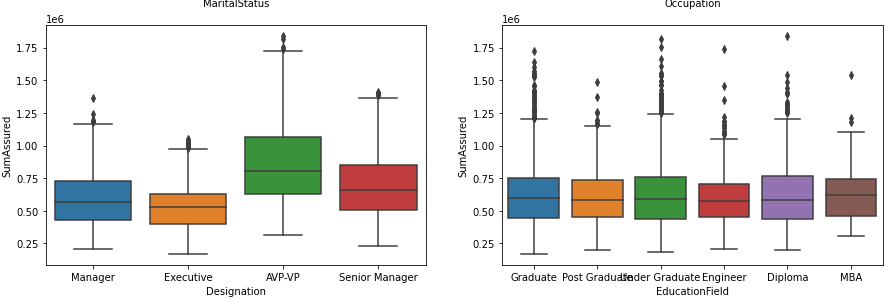 MaritalStatus
1e6
1.75
1.50
1.25
1.00
0.75
0.50
0.25
SumAssured
Manager
Executive
AVP-VP
Senior Manager
Designation
Occupation
1e6
1.75
1.50
1.25
1.00
0.75
0.50
0.25
SumAssured
Graduate
Post Graduate
Under Graduate
Engineer
Diploma
MBA
EducationField